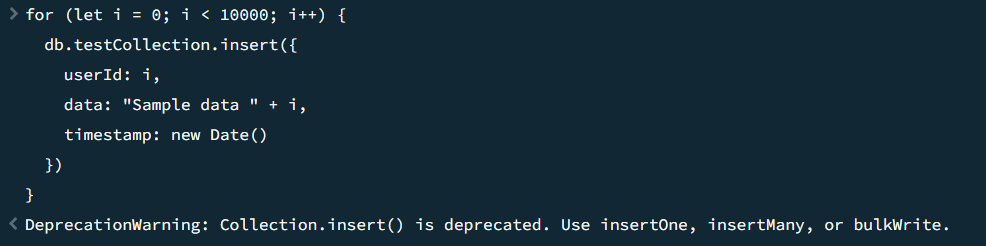 > for (let i = 0; i < 10000; i++) {
db.testCollection.insert({
userId: i,
data: "Sample data " + i,
timestamp: new Date()
})
}
< DeprecationWarning: Collection.insert() is deprecated. Use insertOne, insertMany, or bulkWrite.